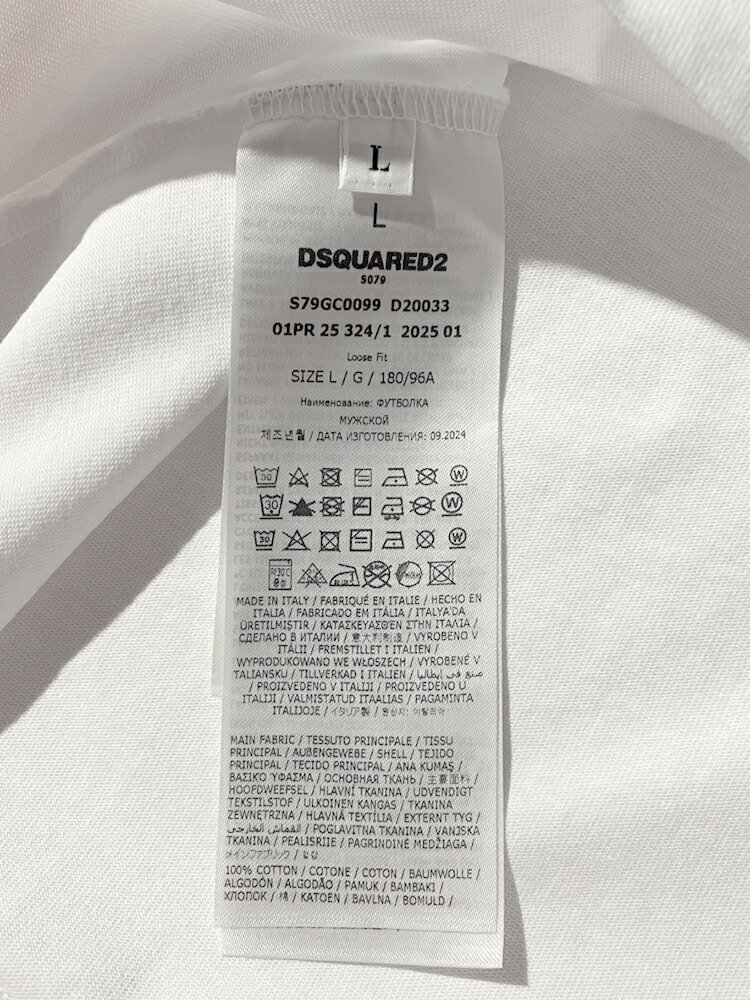 L
L
DSQUARED2
S079
S79GC0099 D20033
01PR 25 324/1 2025 01
Loose Fit
SIZE L / G / 180/96A
Наименование: ФУТБОЛКА
МУЖСКОЙ
제조년월 / ДАТА ИЗГОТОВЛЕНИЯ: 09.2024
30 W
30 W
30 W
MADE IN ITALY / FABRIQUÉ EN ITALIE / HECHO EN
ITALIA / FABRICADO EM ITÁLIA / ITALYA'DA
ÜRETILMIŞTIR / ΚΑΤΑΣΚΕΥΑΣΘΕΝ ΣΤΗΝ ΙΤΑΛΙΑ /
СДЕЛАНО В ИТАЛИИ / 意大利制造 / VYROBENO V
ITÁLII / FREMSTILLET I ITALIEN /
WYPRODUKOWANO WE WŁOSZECH / VYROBENÉ V
TALIANSKU / TILLVERKAD I ITALIEN / صنع في إيطاليا
/ PROIZVEDENO V ITALIJI / PROIZVEDENO U
ITALIJI / VALMISTATUD ITAALIAS / PAGAMINTA
ITALIJOJE / イタリア製 / 원산지: 이탈리아
MAIN FABRIC / TESSUTO PRINCIPALE / TISSU
PRINCIPAL / AUßENGEWEBE / SHELL / TEJIDO
PRINCIPAL / TECIDO PRINCIPAL / ANA KUMAŞ /
ΒΑΣΙΚΟ ΎΦΑΣΜΑ / ОСНОВНАЯ ТКАНЬ / 主要面料 /
HOOFDWEEFSEL / HLAVNÍ TKANINA / UDVENDIGT
TEKSTILSTOF / ULKOINEN KANGAS / TKANINA
ZEWNĘTRZNA / HLAVNÁ TEXTÍLIA / EXTERNT TYG /
القماش الخارجي / POGLAVITNA TKANINA / VANJSKA
TKANINA / PEALISRIIE / PAGRINDINĖ MEDŽIAGA /
メインファブリック / 겉감
100% COTTON / COTONE / COTON / BAUMWOLLE /
ALGODÓN / ALGODÃO / PAMUK / BAMBAKI /
ХЛОПОК / 棉 / KATOEN / BAVLNA / BOMULD /